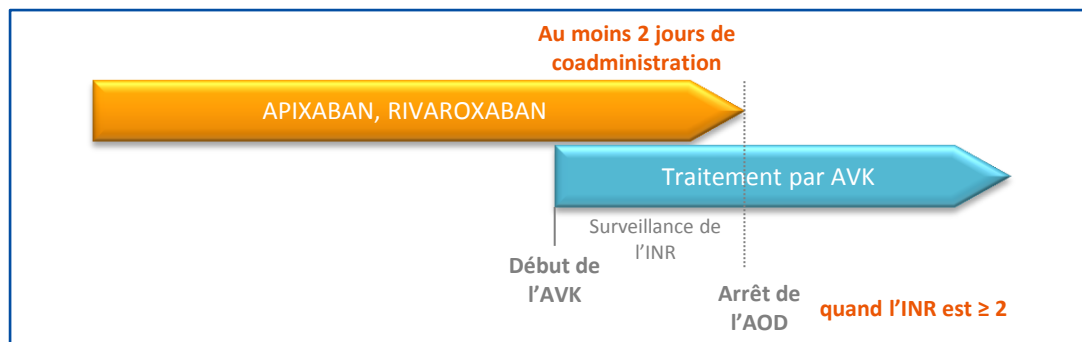 Au moins 2 jours de
coadministration
APIXABAN, RIVAROXABAN
Traitement par AVK
Surveillance de
l’INR
Début de
l’AVK
Arrêt de
l’AOD
quand l’INR est ≥ 2